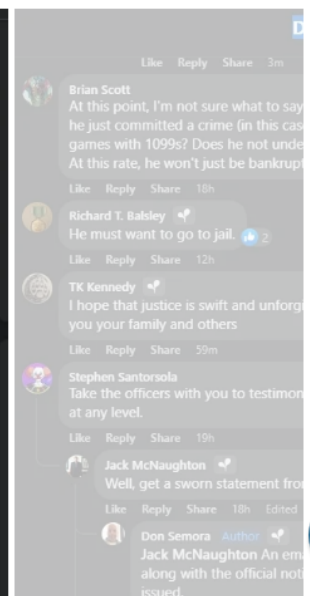 D
Like Reply Share 3m
Brian Scott
At this point, I'm not sure what to say
he just committed a crime (in this cas
games with 1099s? Does he not unde
At this rate, he won't just be bankrupt
Like Reply Share 18h
Richard T. Balsley
He must want to go to jail. 2
Like Reply Share 12h
TK Kennedy
I hope that justice is swift and unforg
you your family and others
Like Reply Share 59m
Stephen Santorsola
Take the officers with you to testimon
at any level.
Like Reply Share 19h
Jack McNaughton
Well, get a sworn statement from
Like Reply Share 18h Edited
Don Semora Author
Jack McNaughton An ema
along with the official noti
issued.